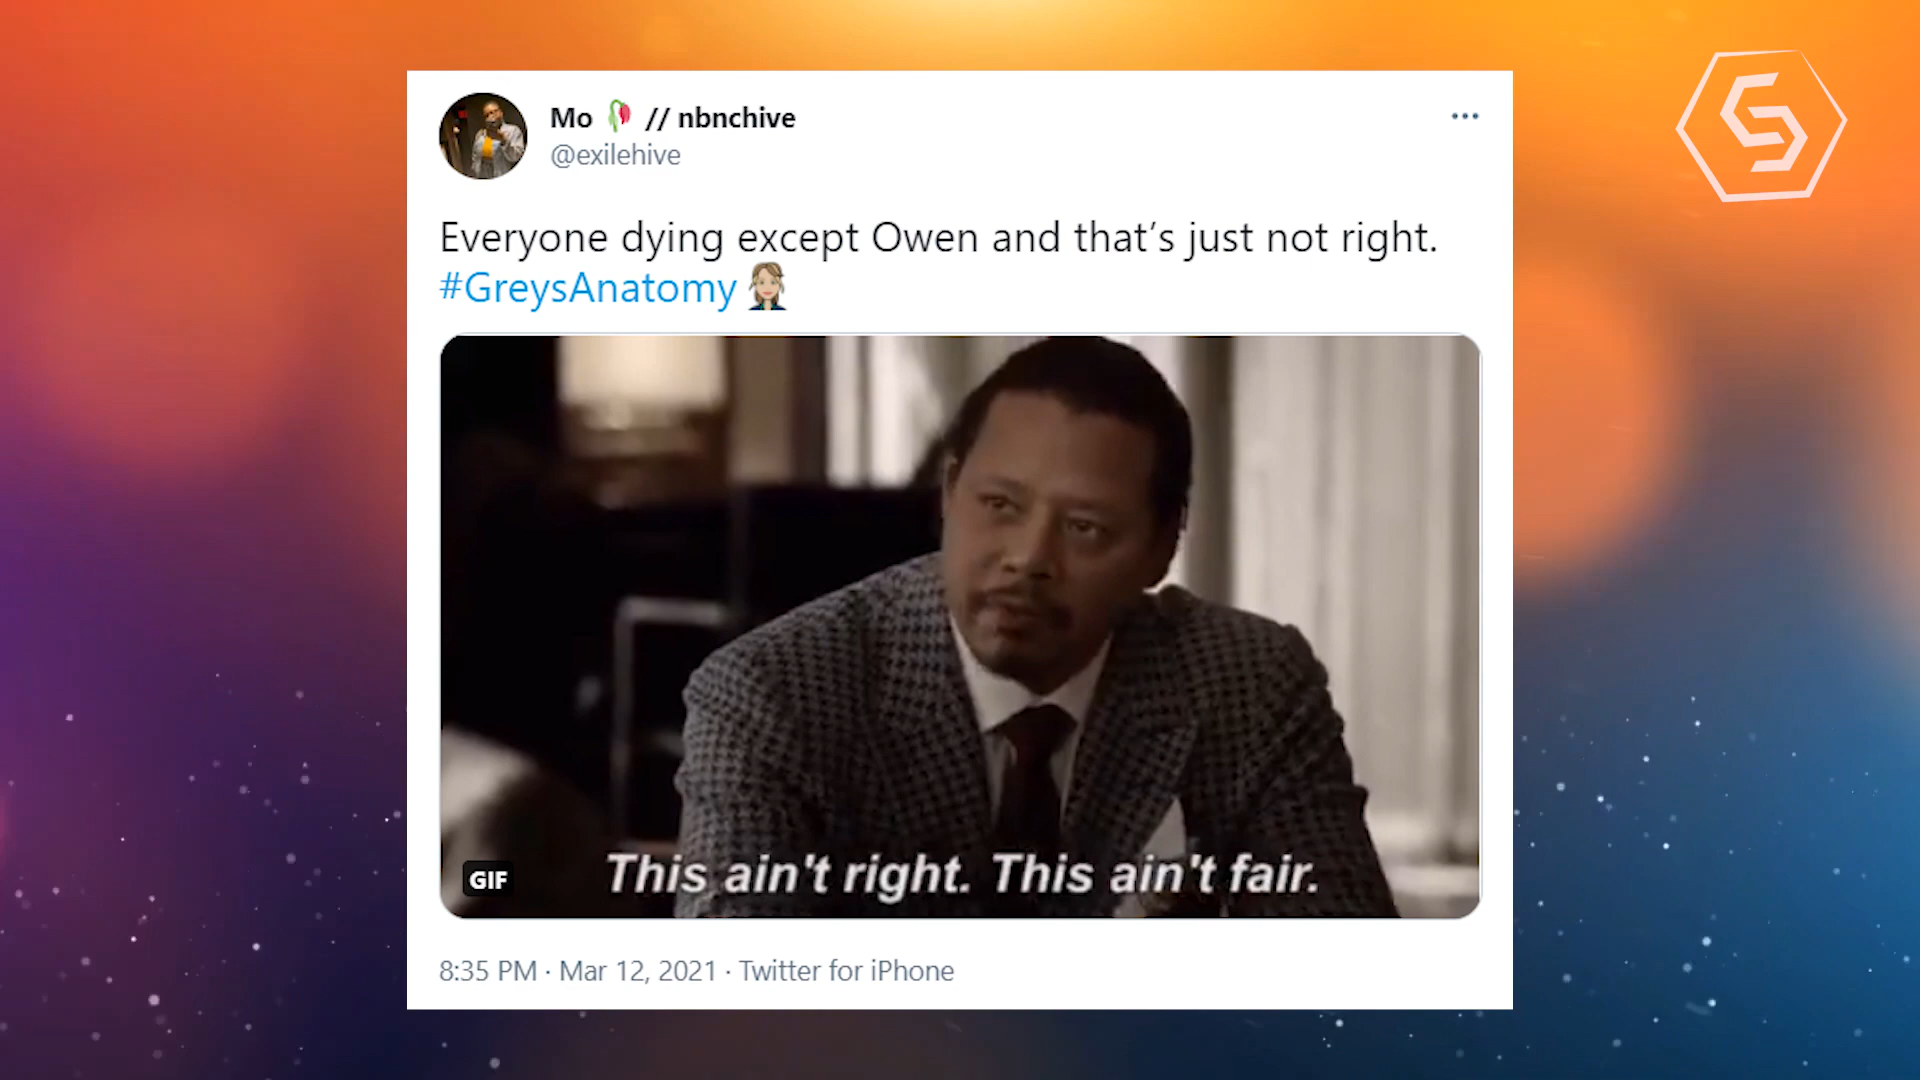 Mo 🥀 // nbnchive
@exilehive
Everyone dying except Owen and that’s just not right.
#GreysAnatomy
This ain't right. This ain't fair.
GIF
8:35 PM · Mar 12, 2021 · Twitter for iPhone